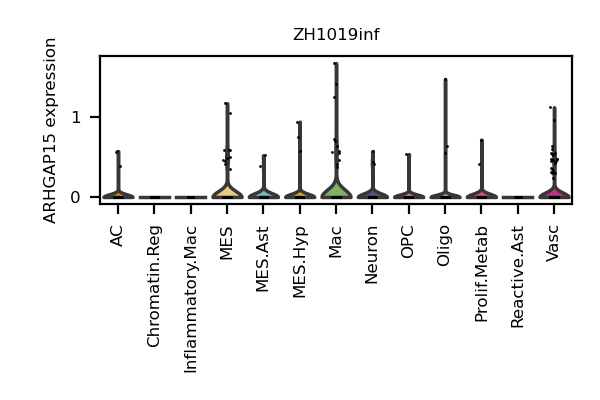 ZH1019inf
ARHGAP15 expression
1
0
AC
Chromatin.Reg
Inflammatory.Mac
MES
MES.Ast
MES.Hyp
Mac
Neuron
OPC
Oligo
Prolif.Metab
Reactive.Ast
Vasc